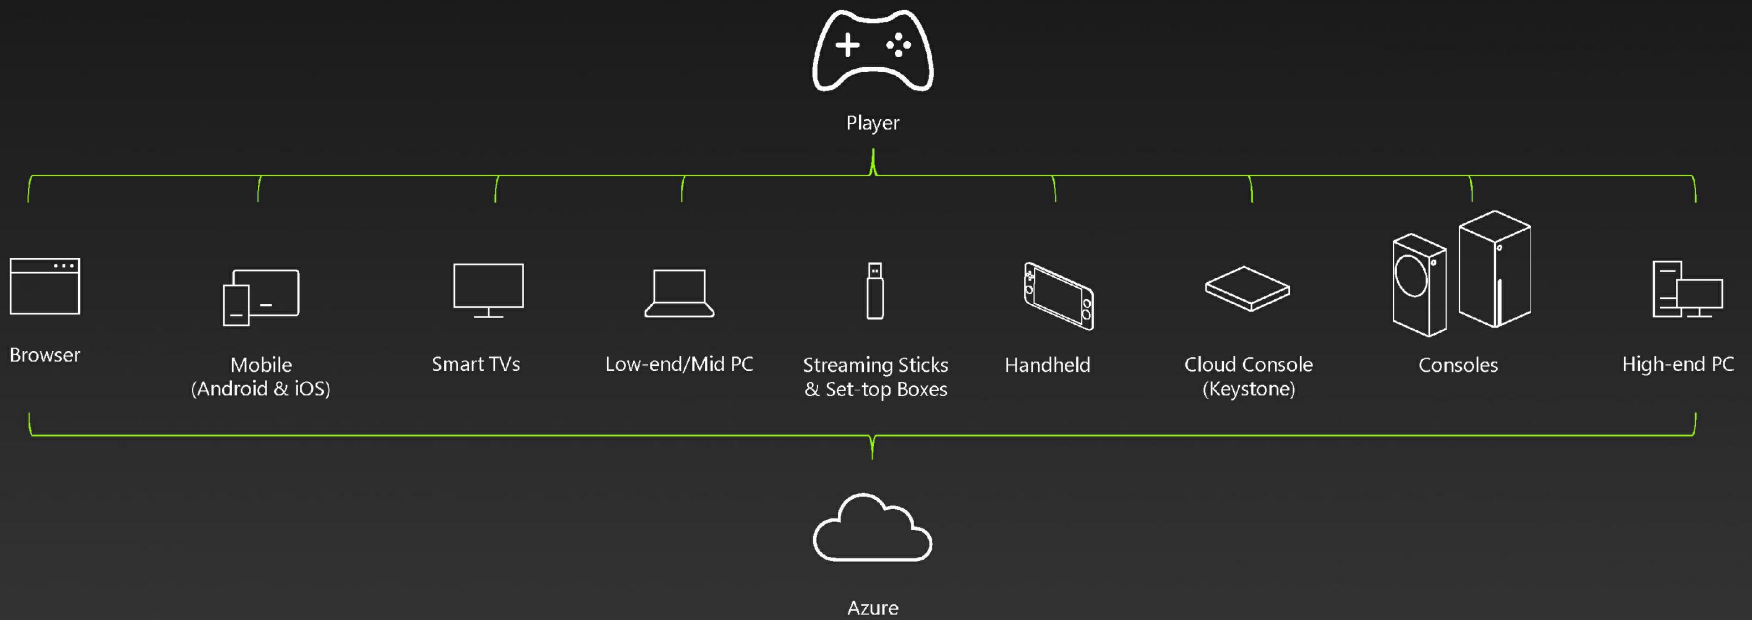 Player
Browser
Mobile
(Android & iOS)
Smart TVs
Low-end/Mid PC
Streaming Sticks
& Set-top Boxes
Handheld
Cloud Console
(Keystone)
Consoles
High-end PC
Azure